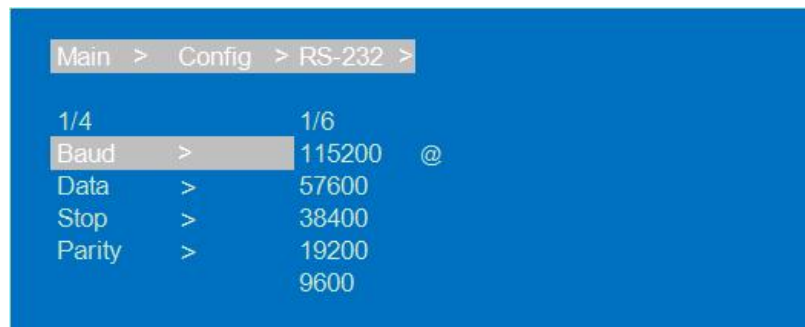 Main > Config > RS-232 >
1/4 1/6
Baud > 115200 @
Data > 57600
Stop > 38400
Parity > 19200
9600